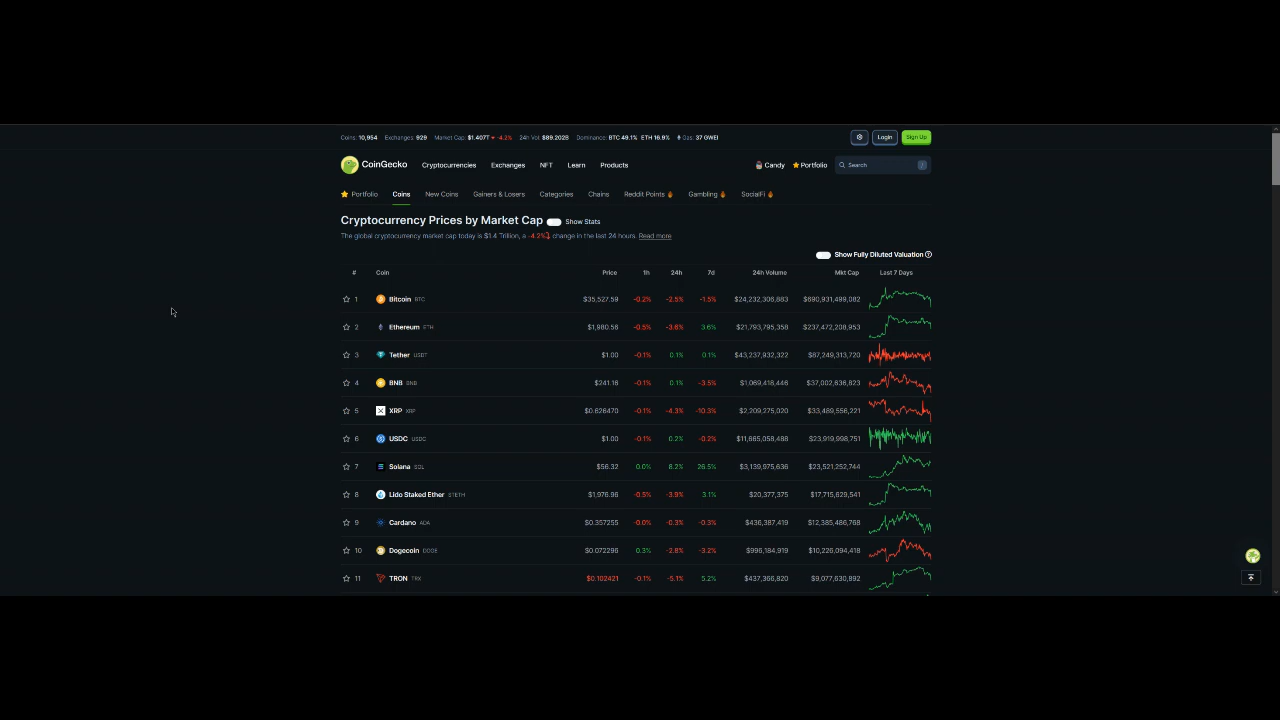 Coins: 10,954 Exchanges: 929 Market Cap: $1.407T -4.2% 24h Vol: $89.202B Dominance: BTC 49.1% ETH 16.9% Gas: 37 GWEI Login Sign Up
CoinGecko Cryptocurrencies Exchanges NFT Learn Products Candy Portfolio Search /
Portfolio Coins New Coins Gainers & Losers Categories Chains Reddit Points Gambling SocialFi
Cryptocurrency Prices by Market Cap Show Stats
The global cryptocurrency market cap today is $1.4 Trillion, a -4.2% change in the last 24 hours. Read more
Show Fully Diluted Valuation
# Coin Price 1h 24h 7d 24h Volume Mkt Cap Last 7 Days
1 Bitcoin BTC $35,527.59 -0.2% -2.5% -1.5% $24,232,306,883 $690,931,499,082
2 Ethereum ETH $1,980.56 -0.5% -3.6% 3.6% $21,793,795,358 $237,472,208,953
3 Tether USDT $1.00 -0.1% 0.1% 0.1% $43,237,932,322 $87,249,313,720
4 BNB BNB $241.16 -0.1% 0.1% -3.5% $1,069,418,446 $37,002,636,823
5 XRP XRP $0.626470 -0.1% -4.3% -10.3% $2,209,275,020 $33,489,556,221
6 USDC USDC $1.00 -0.1% 0.2% -0.2% $11,665,058,488 $23,919,998,751
7 Solana SOL $56.32 0.0% 8.2% 26.5% $3,139,975,636 $23,521,252,744
8 Lido Staked Ether STETH $1,976.96 -0.5% -3.9% 3.1% $20,377,375 $17,715,629,541
9 Cardano ADA $0.357255 -0.0% -0.3% -0.3% $436,387,419 $12,385,486,768
10 Dogecoin DOGE $0.072296 0.3% -2.8% -3.2% $996,184,919 $10,226,094,418
11 TRON TRX $0.102421 -0.1% -5.1% 5.2% $437,366,820 $9,077,630,892